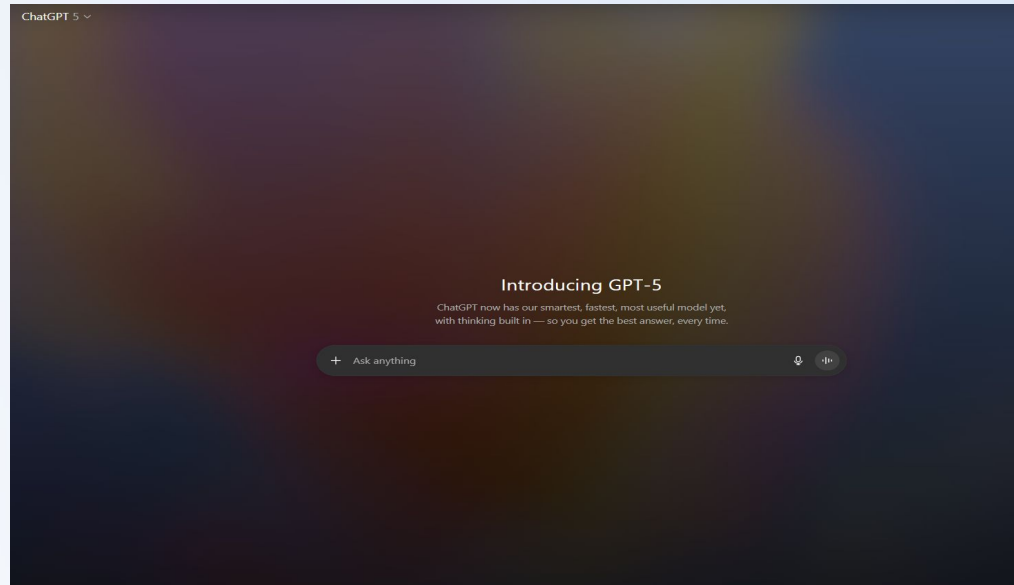 ChatGPT 5
Introducing GPT-5
ChatGPT now has our smartest, fastest, most useful model yet,
with thinking built in — so you get the best answer, every time.
Ask anything